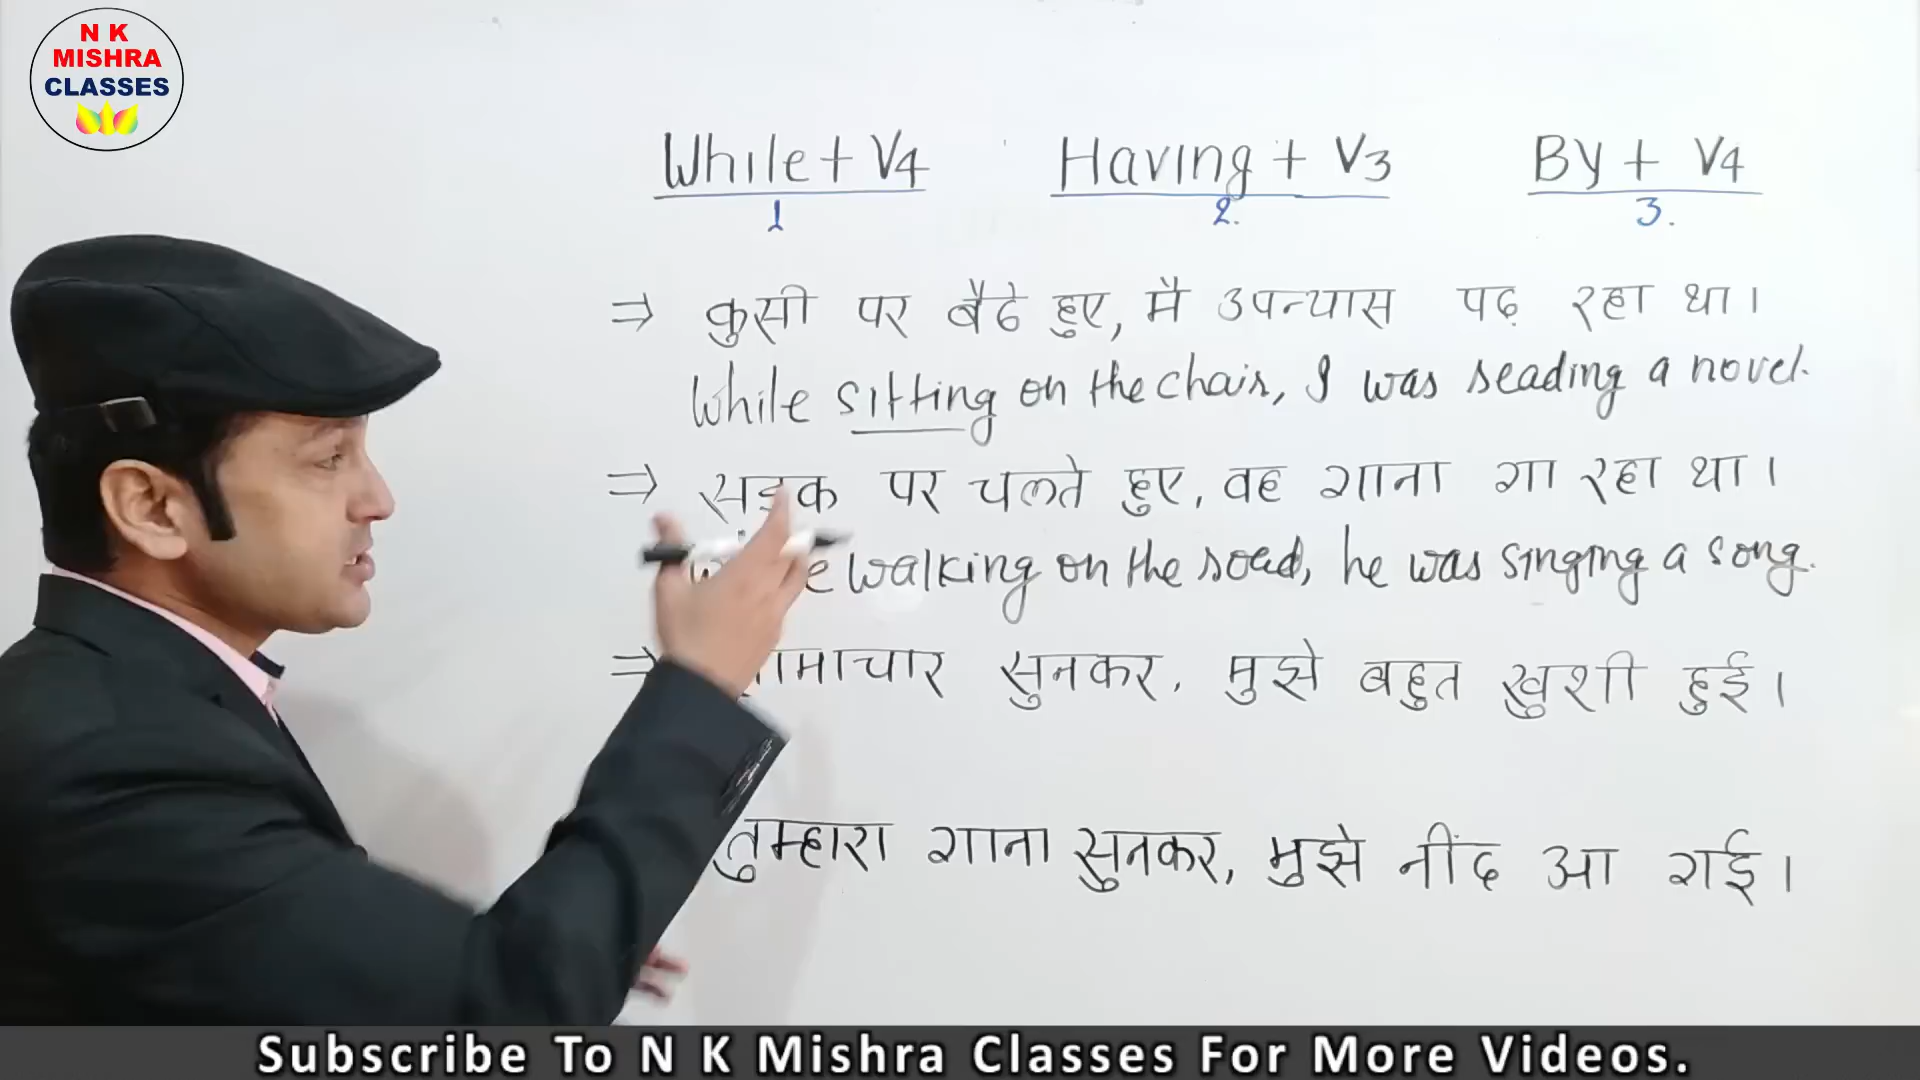 N K
MISHRA
CLASSES
While + V4 Having + V3 By + V4
1 2. 3.
⇒ कुर्सी पर बैठे हुए, मै उपन्यास पढ़ रहा था।
While sitting on the chair, I was reading a novel.
⇒ सड़क पर चलते हुए, वह गाना गा रहा था।
walking on the road, he was singing a song.
⇒ सुनकर, मुझे बहुत खुशी हुई।
तुम्हारा गाना सुनकर, मुझे नींद आ गई।
Subscribe To N K Mishra Classes For More Videos.